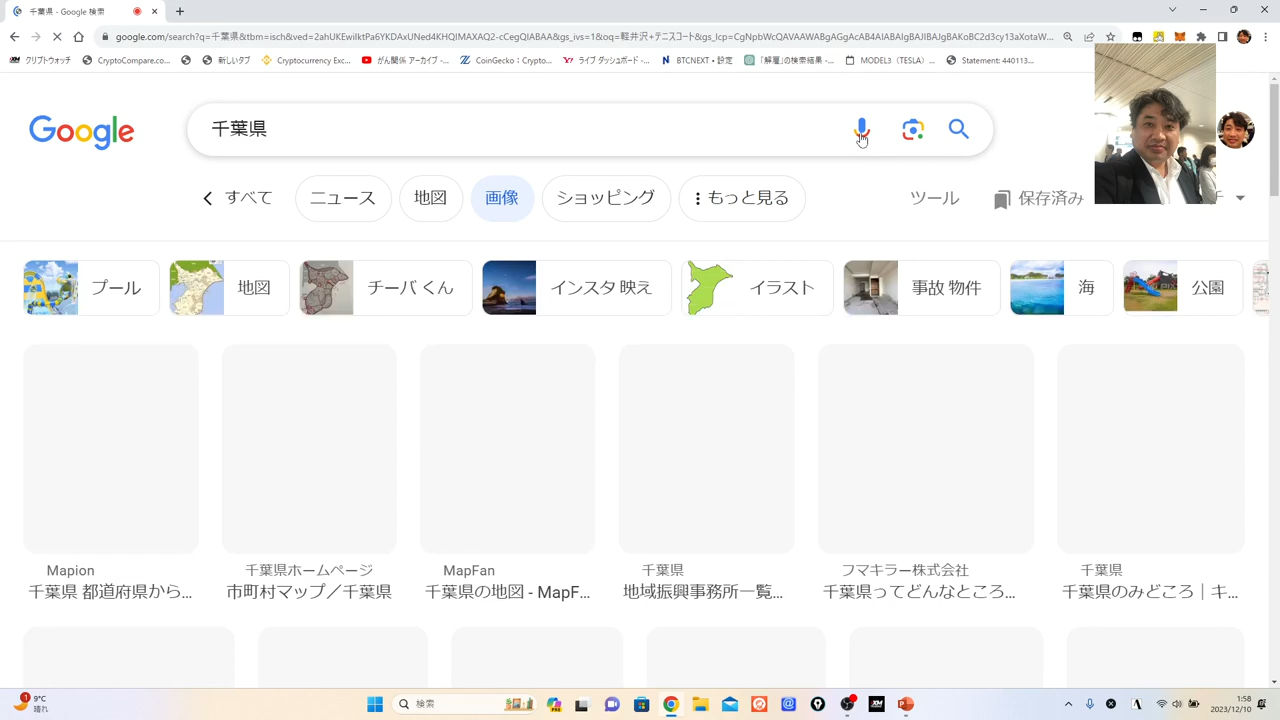 千葉県 - Google 検索
google.com/search?q=千葉県&tbm=isch&ved=2ahUKEwilktPa6YKDAxUNed4KHQIMAXAQ2-cCegQIABAA&gs_ivs=1&oq=軽井沢+テニスコート&gs_lcp=CgNpbWcQAVAAWABgAGgAcAB4AIABAIgBAJIBAJgBAKoBC2d3cy13aXotaW...
クリプトウォッチ CryptoCompare.co... 新しいタブ Cryptocurrency Exc... がん関係 アーカイブ -... CoinGecko：Crypto... ライブ ダッシュボード -... BTCNEXT • 設定 「解雇」の検索結果 -... MODEL3（TESLA）... Statement: 440113...
Google 千葉県
すべて ニュース 地図 画像 ショッピング もっと見る ツール 保存済み
プール 地図 チーバ くん インスタ 映え イラスト 事故 物件 海 公園
Mapion 千葉県ホームページ MapFan 千葉県 フマキラー株式会社 千葉県
千葉県 都道府県から... 市町村マップ／千葉県 千葉県の地図 - MapF... 地域振興事務所一覧... 千葉県ってどんなところ... 千葉県のみどころ｜キ...
1 9°C 検索 1:58
晴れ 2023/12/10